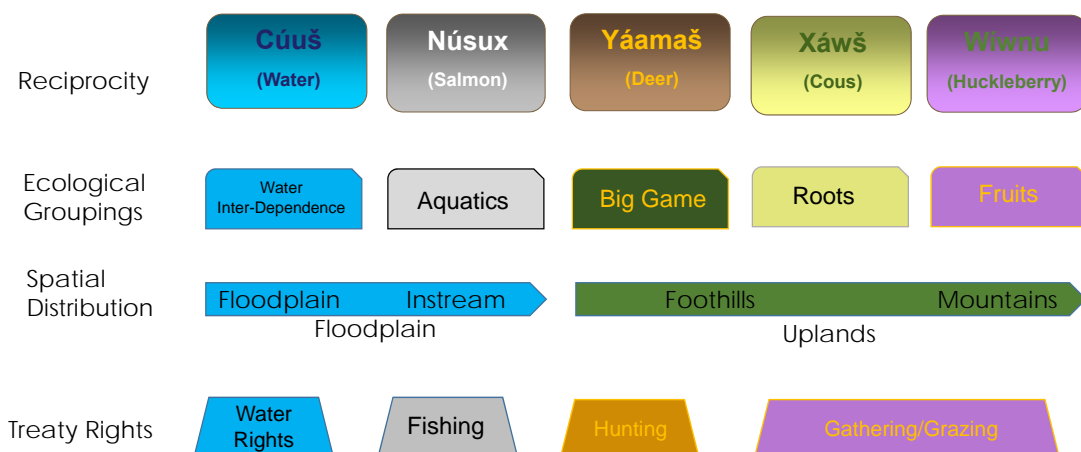 Reciprocity
Cúuš
(Water)
Núsux
(Salmon)
Yáamaš
(Deer)
Xáwš
(Cous)
Wíwnu
(Huckleberry)
Ecological
Groupings
Water
Inter-Dependence
Aquatics
Big Game
Roots
Fruits
Spatial
Distribution
Floodplain
Instream
Floodplain
Foothills
Mountains
Uplands
Treaty Rights
Water
Rights
Fishing
Hunting
Gathering/Grazing